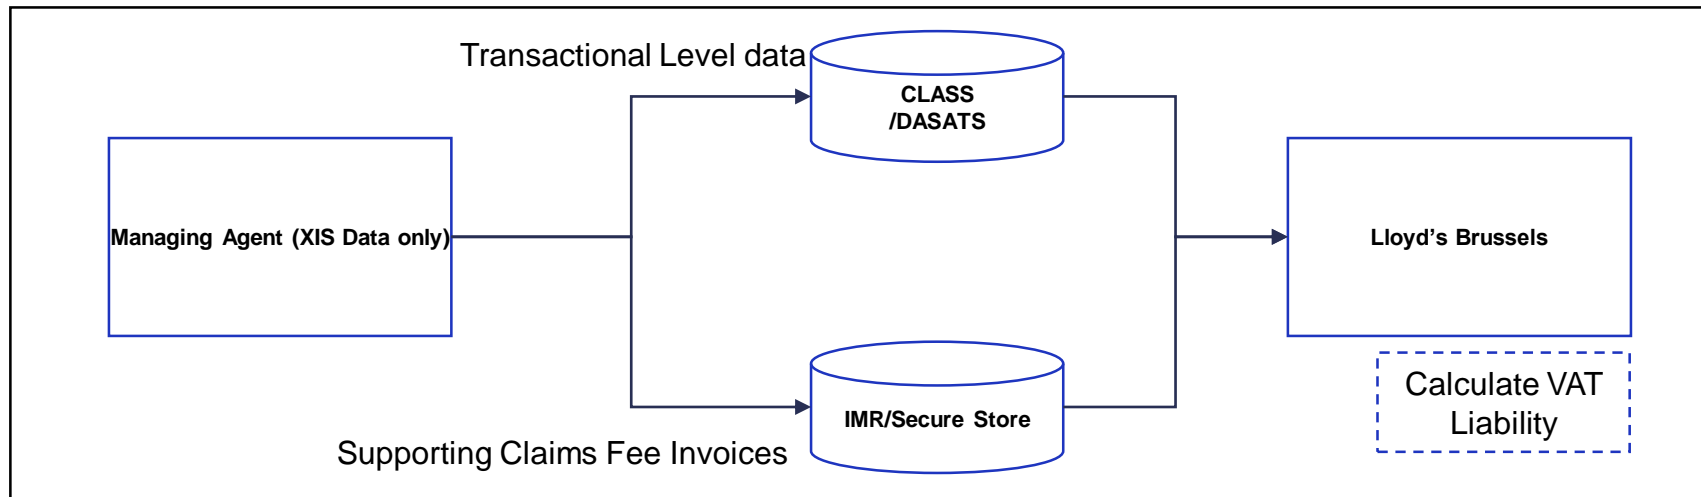 Transactional Level data
CLASS
/DASATS
Managing Agent (XIS Data only)
Lloyd's Brussels
Calculate VAT
Liability
IMR/Secure Store
Supporting Claims Fee Invoices